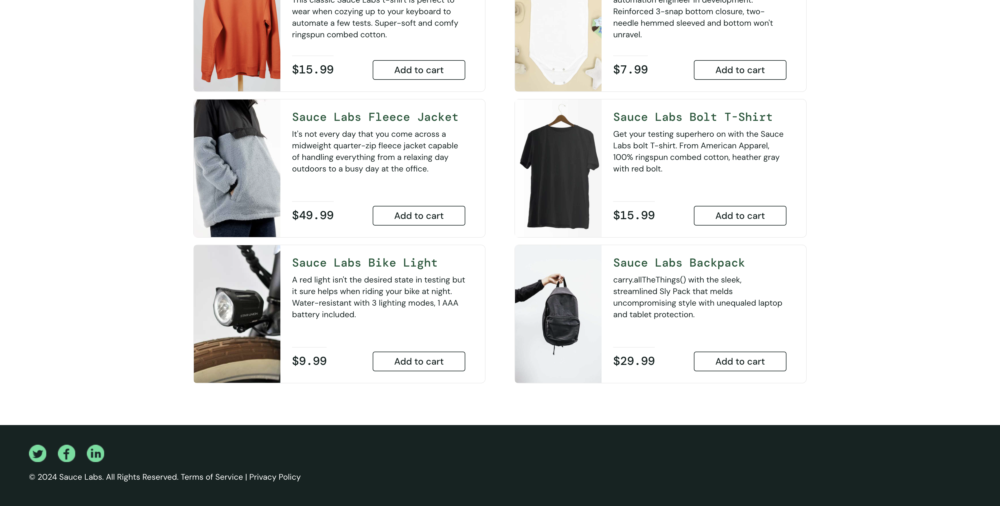 This classic Sauce Labs t-shirt is perfect to
wear when cozying up to your keyboard to
automate a few tests. Super-soft and comfy
ringspun combed cotton.
$15.99
Add to cart
automation engineer in development.
Reinforced 3-snap bottom closure, two-
needle hemmed sleeved and bottom won't
unravel.
$7.99
Add to cart
Sauce Labs Fleece Jacket
It's not every day that you come across a
midweight quarter-zip fleece jacket capable
of handling everything from a relaxing day
outdoors to a busy day at the office.
$49.99
Add to cart
Sauce Labs Bolt T-Shirt
Get your testing superhero on with the Sauce
Labs bolt T-shirt. From American Apparel,
100% ringspun combed cotton, heather gray
with red bolt.
$15.99
Add to cart
STAR UNION
Sauce Labs Bike Light
A red light isn't the desired state in testing but
it sure helps when riding your bike at night.
Water-resistant with 3 lighting modes, 1 AAA
battery included.
$9.99
Add to cart
Sauce Labs Backpack
carry.allTheThings() with the sleek,
streamlined Sly Pack that melds
uncompromising style with unequaled laptop
and tablet protection.
$29.99
Add to cart
© 2024 Sauce Labs. All Rights Reserved. Terms of Service | Privacy Policy